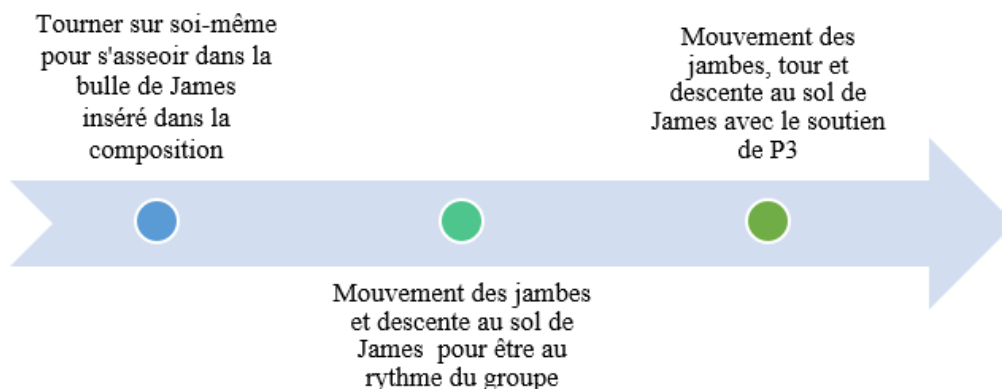 Tourner sur soi-même
pour s'asseoir dans la
bulle de James
inséré dans la
composition
Mouvement des jambes
et descente au sol de
James pour être au
rythme du groupe
Mouvement des
jambes, tour et
descente au sol de
James avec le soutien
de P3